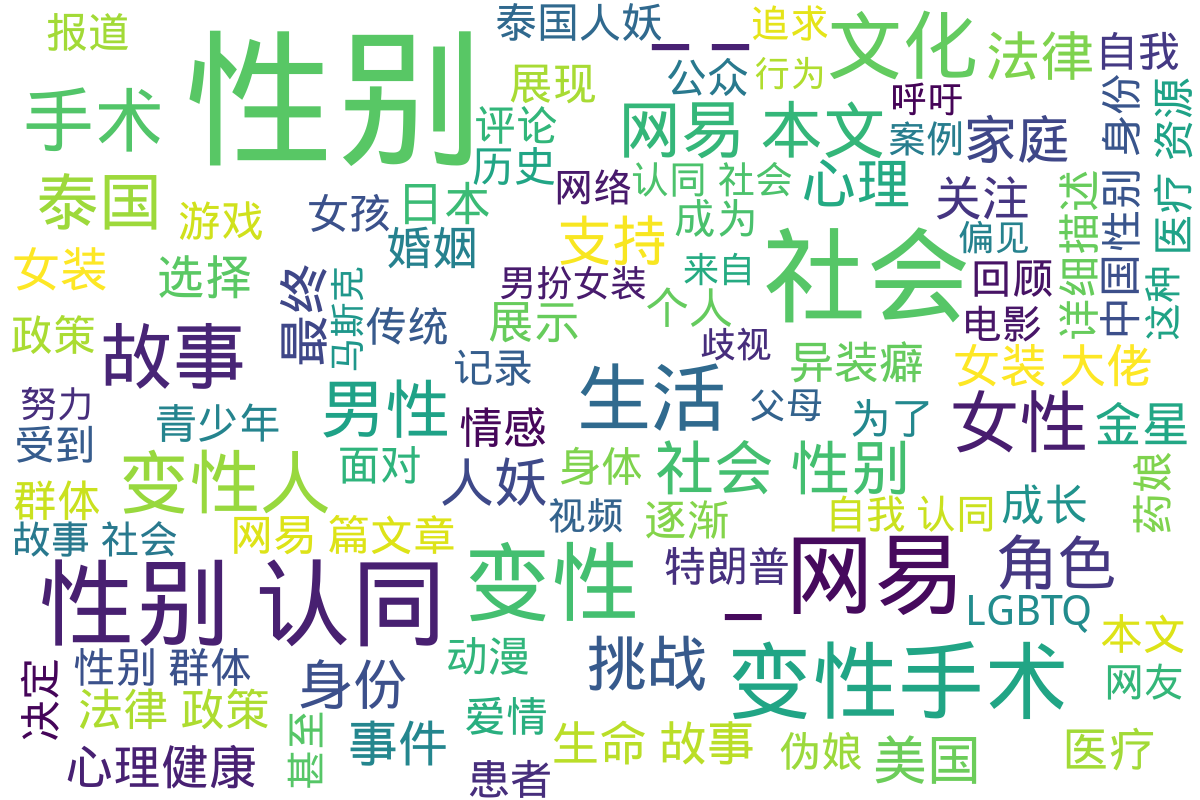 报道
泰国人妖
一 一
追求
文化
法律
自我
性别
手术
展现
公众
行为
网易 本文
呼吁
案例
家庭
身份
资源
评论
历史
泰国
游戏
女孩
日本
婚姻
网络
认同 社会
成为
心理
关注
偏见
描述
中国 性别
医疗
女装
选择
最终
马斯克
传统
支持
男扮女装
来自
社会
回顾
详细
这种
政策
故事
展示
个人
歧视
电影
异装癖
女装 大佬
记录
努力
受到
青少年
男性
情感
生活
父母
为了
女性
金星
变性人
面对
人妖
身体
社会 性别
药娘
群体
网易 篇文章
视频
逐渐
自我 认同
成长
故事 社会
性别 认同
变性
特朗普
一
网易
角色
LGBTQ
本文
决定
性别 群体
身份
动漫
挑战
变性手术
网友
法律 政策
甚至
事件
爱情
生命 故事
伪娘
美国
医疗
心理健康
患者